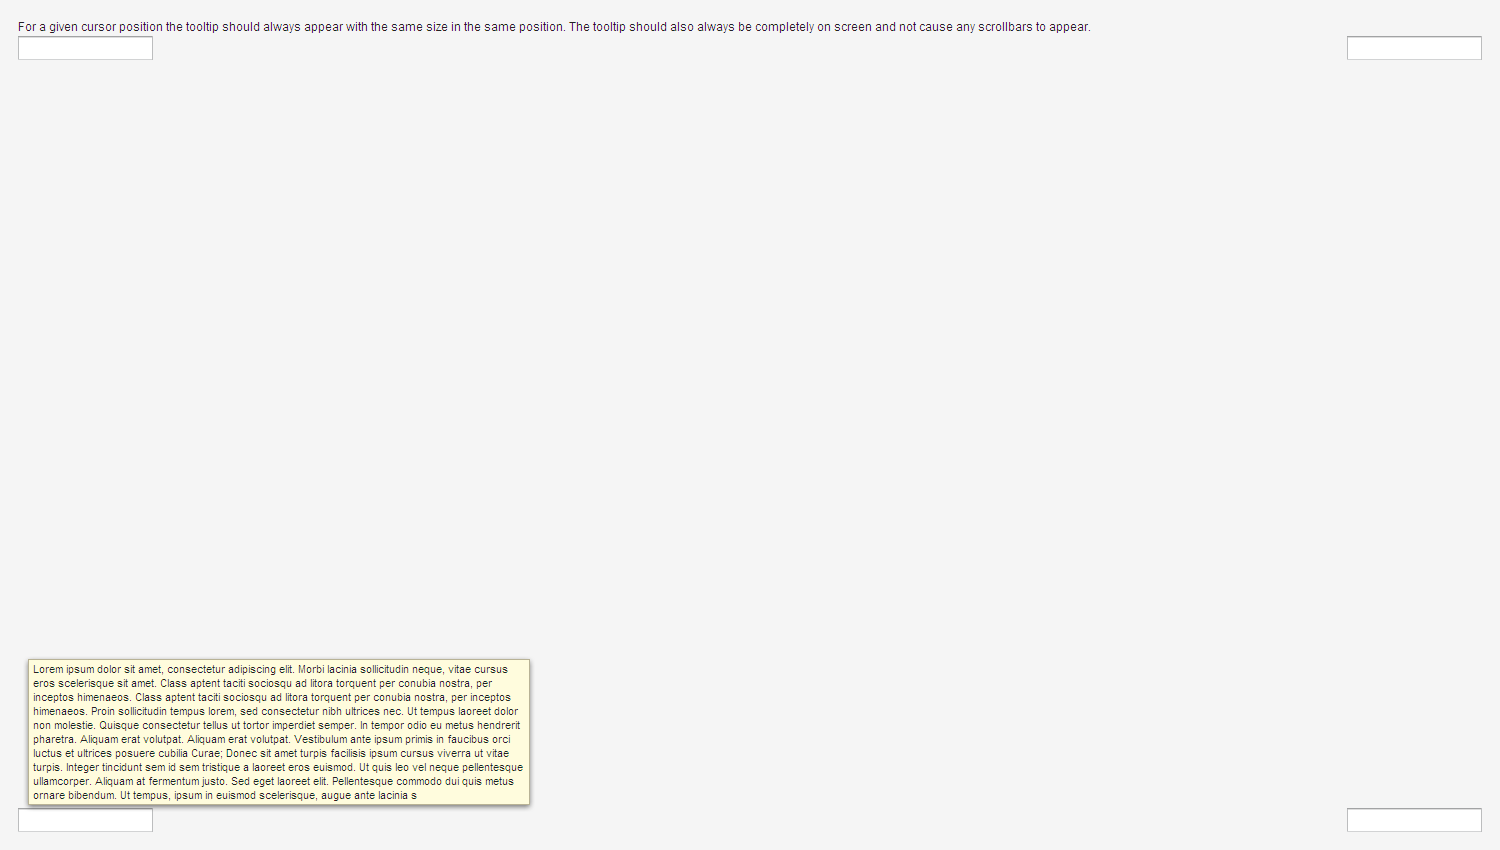 For a given cursor position the tooltip should always appear with the same size in the same position. The tooltip should also always be completely on screen and not cause any scrollbars to appear.
Lorem ipsum dolor sit amet, consectetur adipiscing elit. Morbi lacinia sollicitudin neque, vitae cursus
eros scelerisque sit amet. Class aptent taciti sociosqu ad litora torquent per conubia nostra, per
inceptos himenaeos. Class aptent taciti sociosqu ad litora torquent per conubia nostra, per inceptos
himenaeos. Proin sollicitudin tempus lorem, sed consectetur nibh ultrices nec. Ut tempus laoreet dolor
non molestie. Quisque consectetur tellus ut tortor imperdiet semper. In tempor odio eu metus hendrerit
pharetra. Aliquam erat volutpat. Aliquam erat volutpat. Vestibulum ante ipsum primis in faucibus orci
luctus et ultrices posuere cubilia Curae; Donec sit amet turpis facilisis ipsum cursus viverra ut vitae
turpis. Integer tincidunt sem id sem tristique a laoreet eros euismod. Ut quis leo vel neque pellentesque
ullamcorper. Aliquam at fermentum justo. Sed eget laoreet elit. Pellentesque commodo dui quis metus
ornare bibendum. Ut tempus, ipsum in euismod scelerisque, augue ante lacinia s